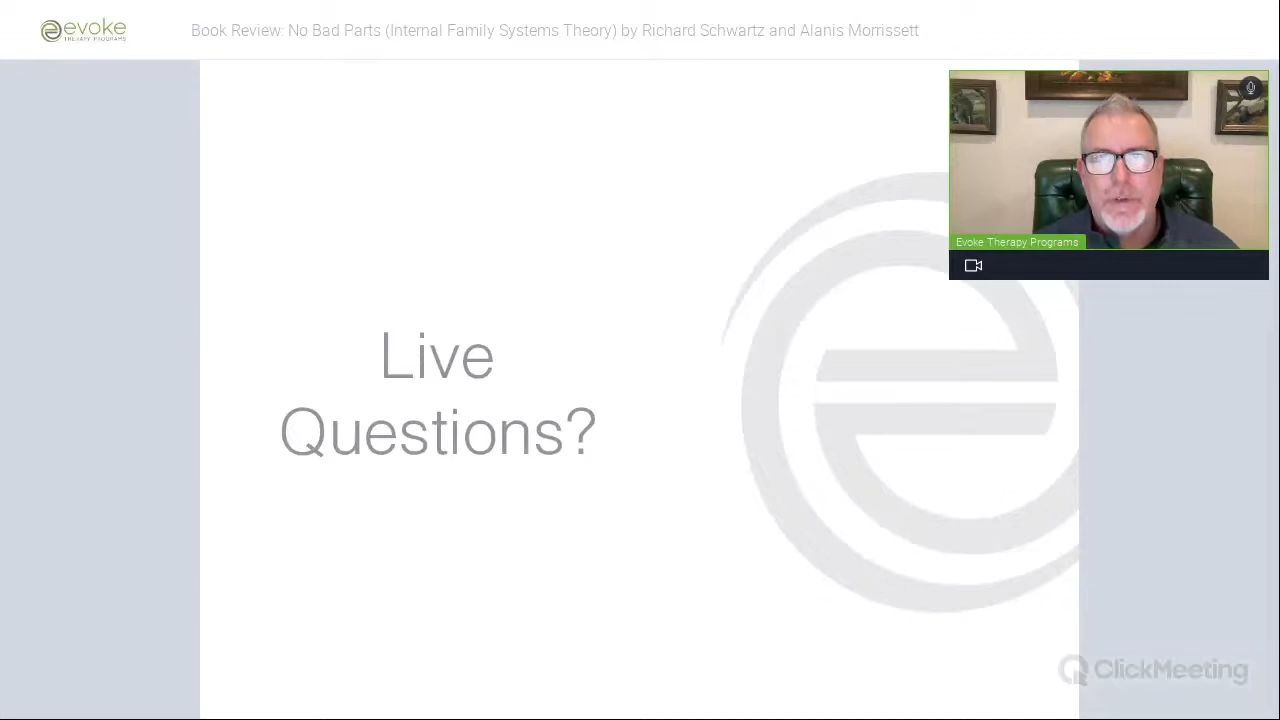 evoke
THERAPY PROGRAMS
Book Review: No Bad Parts (Internal Family Systems Theory) by Richard Schwartz and Alanis Morrissett
Evoke Therapy Programs
Live
Questions?
ClickMeeting